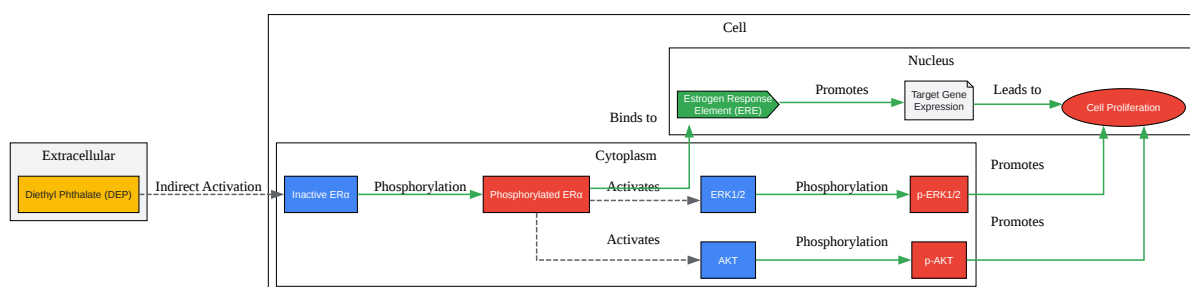 Cell
Nucleus
Estrogen Response
Element (ERE)
Promotes
Target Gene
Expression
Leads to
Cell Proliferation
Binds to
Extracellular
Diethyl Phthalate (DEP)
Indirect Activation
Cytoplasm
Inactive ERα
Phosphorylation
Phosphorylated ERα
Activates
ERK1/2
Phosphorylation
p-ERK1/2
Promotes
Activates
AKT
Phosphorylation
p-AKT
Promotes